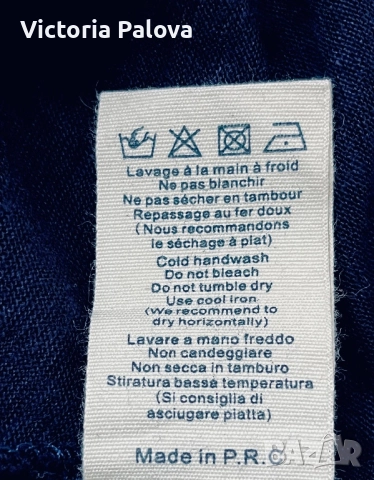 Victoria Palova
Lavage à la main à froid
Ne pas blanchir
Ne pas sécher en tambour
Repassage au fer doux
(Nous recommandons
le séchage à plat)
Cold handwash
Do not bleach
Do not tumble dry
Use cool iron
(We recommend to
dry horizontally)
Lavare a mano freddo
Non candeggiare
Non secca in tamburo
Stiratura bassa temperatura
(Si consiglia di
asciugare piatta)
Made in P.R.C
BAZAR